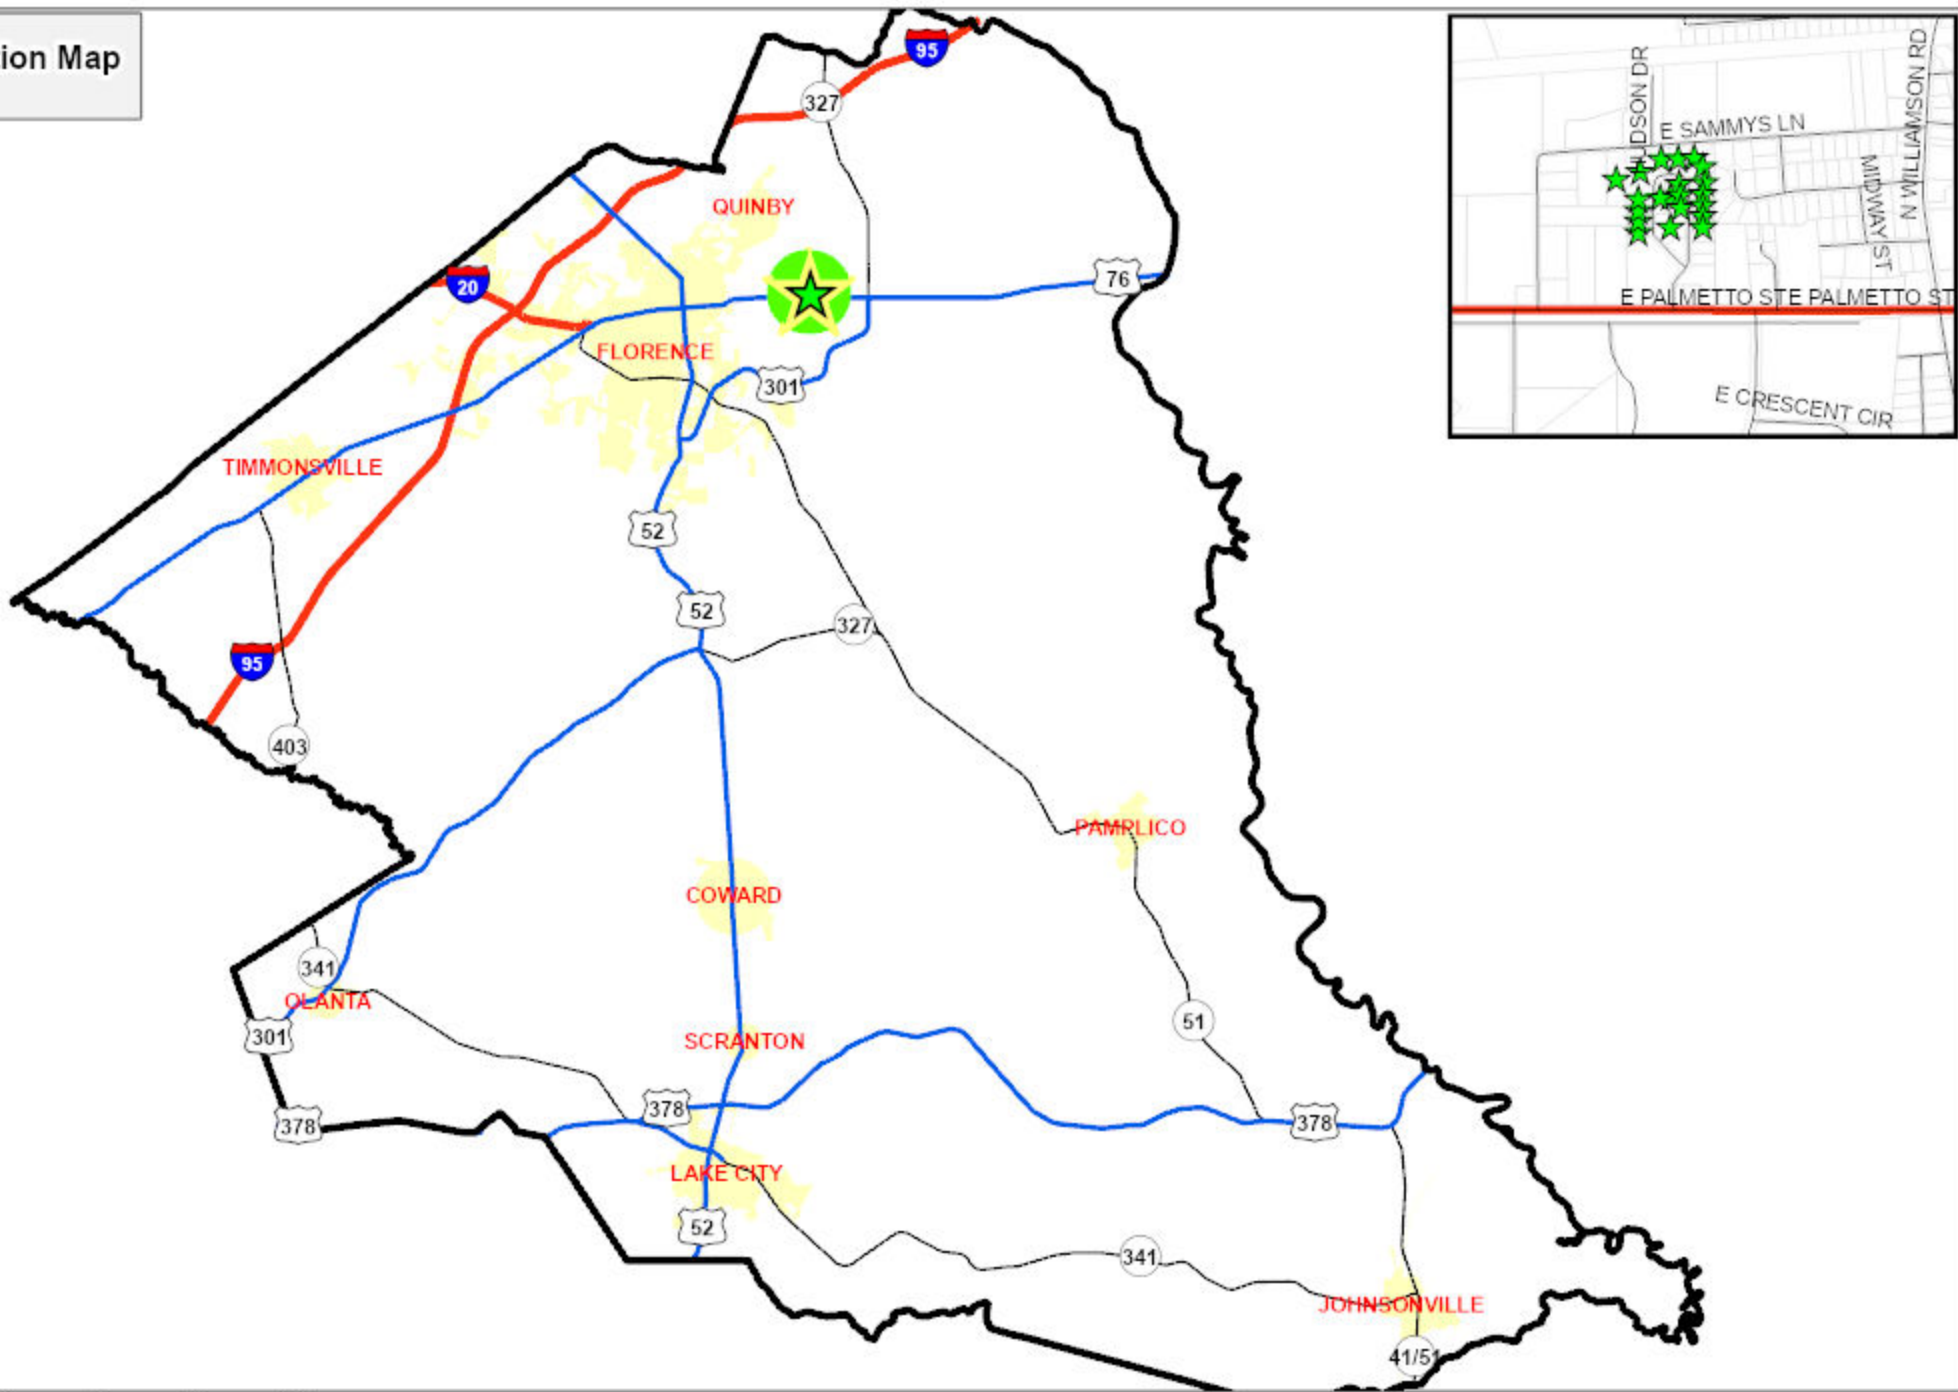 ion Map
95
327
QUINBY
20
76
FLORENCE
301
TIMMONSVILLE
52
52
327
95
403
PAMPLICO
COWARD
341
OLANTA
301
51
SCRANTON
378
378
378
LAKE CITY
52
341
JOHNSONVILLE
41/51
UDSON DR
E SAMMYS LN
N WILLIAMSON RD
MIDWAY ST
E PALMETTO ST
E PALMETTO ST
E CRESCENT CIR